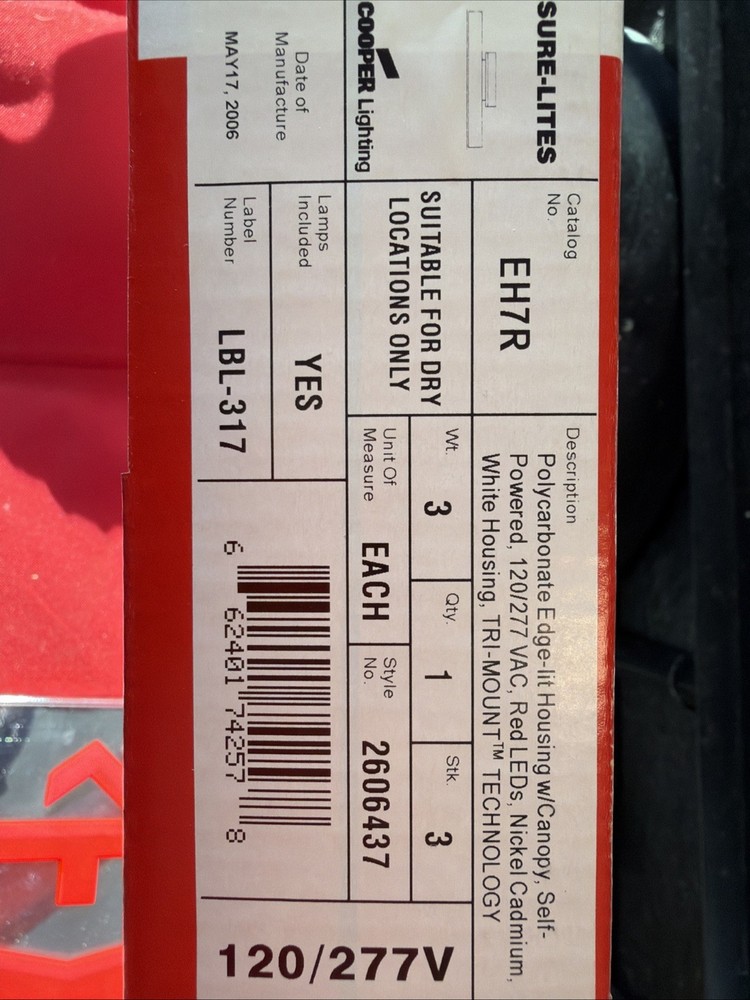 SURE-LITES
COOPER Lighting
Date of
Manufacture
MAY17, 2006
Catalog
No.
EH7R
SUITABLE FOR DRY
LOCATIONS ONLY
Lamps
Included
YES
Label
Number
LBL-317
Description
Polycarbonate Edge-lit Housing w/Canopy, Self-
Powered, 120/277 VAC, Red LEDs, Nickel Cadmium,
White Housing, TRI-MOUNT™ TECHNOLOGY
Wt.
3
Qty.
1
Stk.
3
Unit Of
Measure
EACH
Style
No.
2606437
6 62401 74257 8
120/277V